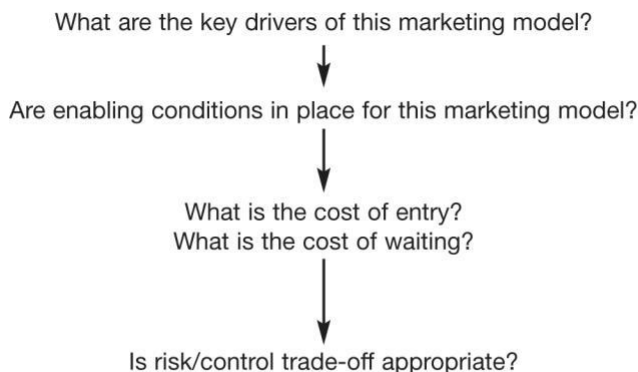 What are the key drivers of this marketing model?
Are enabling conditions in place for this marketing model?
What is the cost of entry?
What is the cost of waiting?
Is risk/control trade-off appropriate?